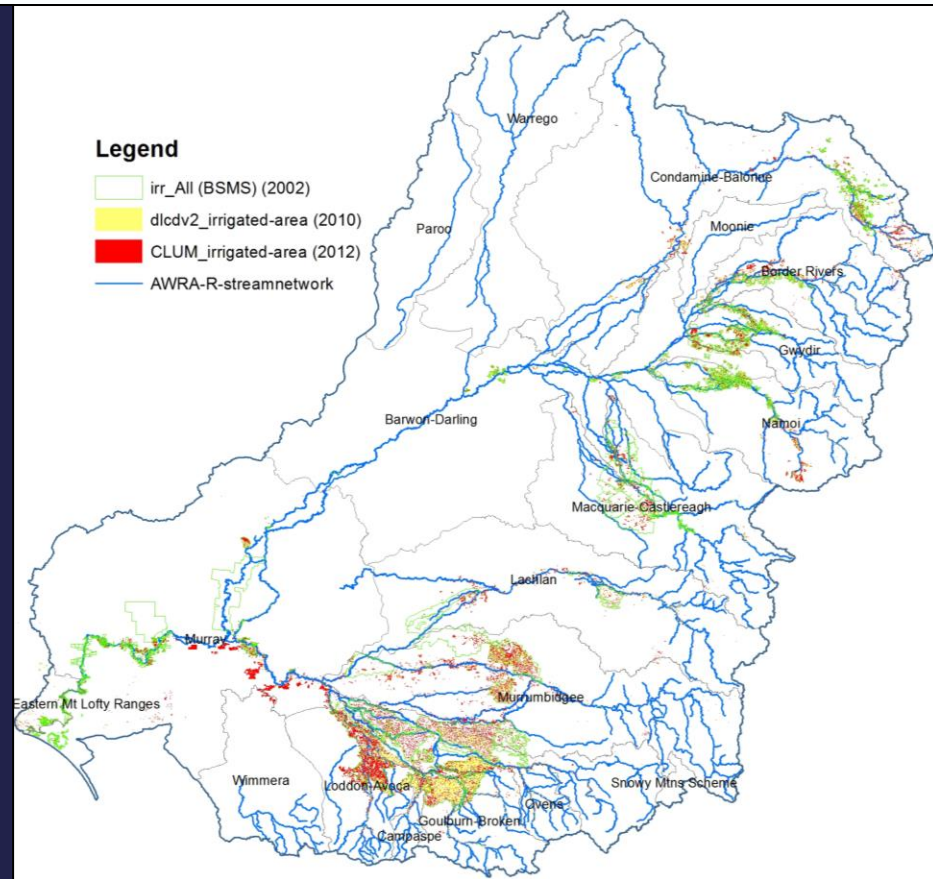 Warrego
Legend
irr_All (BSMS) (2002)
Condamine-Balonne
dlcdv2_irrigated-area (2010)
Paroo
Moonie
CLUM_irrigated-area (2012)
Border Rivers
AWRA-R-streamnetwork
Gwydir
Barwon-Darling
Namoi
Macquarie-Castlereagh
Lachlan
Murray
Murrumbidgee
Eastern Mt Lofty Ranges
Wimmera
Loddon-Avoca
Snowy Mtns Scheme
Ovens
Goulburn-Broken
Campaspe